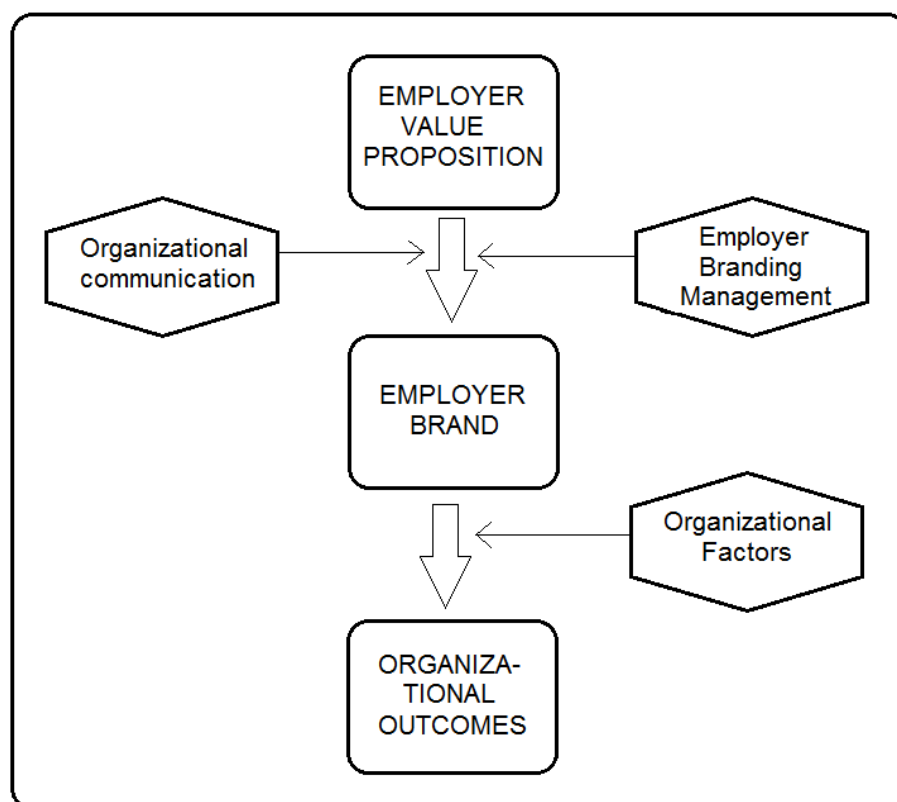 EMPLOYER
VALUE
PROPOSITION
Organizational
communication
Employer
Branding
Management
EMPLOYER
BRAND
Organizational
Factors
ORGANIZA-
TIONAL
OUTCOMES